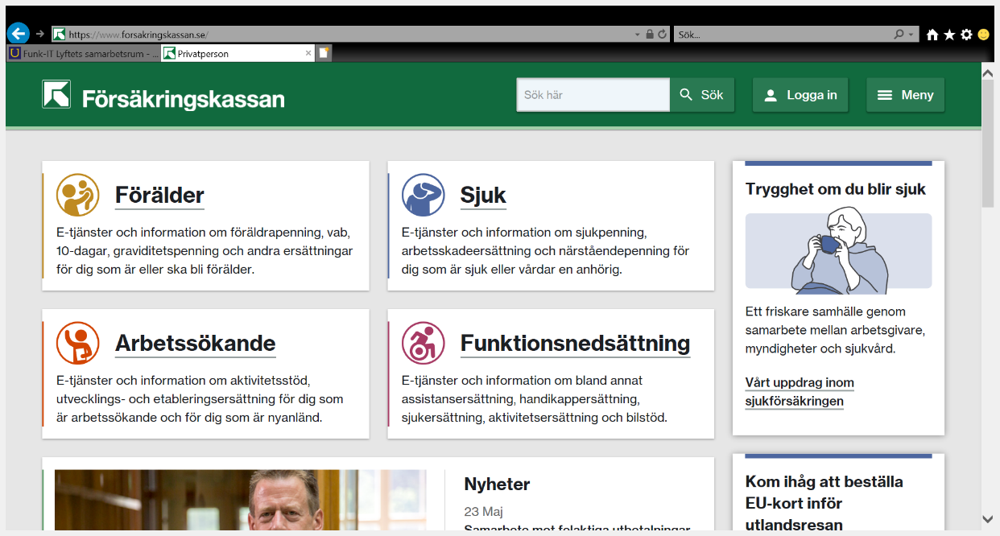 https://www.forsakringskassan.se/
Sök...
Funk-IT Lyftets samarbetsrum - ...
Privatperson
Försäkringskassan
Sök här
Sök
Logga in
Meny
Förälder
E-tjänster och information om föräldrapenning, vab,
10-dagar, graviditetspenning och andra ersättningar
för dig som är eller ska bli förälder.
Sjuk
E-tjänster och information om sjukpenning,
arbetsskadeersättning och närståendepenning för
dig som är sjuk eller vårdar en anhörig.
Arbetssökande
E-tjänster och information om aktivitetsstöd,
utvecklings- och etableringsersättning för dig som
är arbetssökande och för dig som är nyanländ.
Funktionsnedsättning
E-tjänster och information om bland annat
assistansersättning, handikappersättning,
sjukersättning, aktivitetsersättning och bilstöd.
Trygghet om du blir sjuk
Ett friskare samhälle genom
samarbete mellan arbetsgivare,
myndigheter och sjukvård.
Vårt uppdrag inom
sjukförsäkringen
Nyheter
23 Maj
Samarbete mot felaktiga utbetalningar
Kom ihåg att beställa
EU-kort inför
utlandsresan